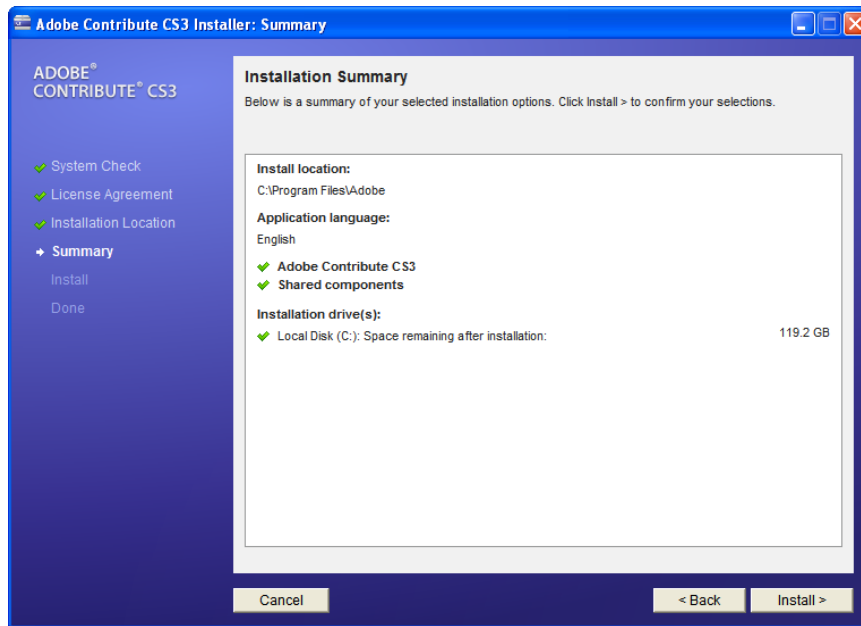 Adobe Contribute CS3 Installer: Summary
ADOBE®
CONTRIBUTE® CS3
System Check
License Agreement
Installation Location
Summary
Install
Done
Installation Summary
Below is a summary of your selected installation options. Click Install > to confirm your selections.
Install location:
C:\Program Files\Adobe
Application language:
English
Adobe Contribute CS3
Shared components
Installation drive(s):
Local Disk (C:): Space remaining after installation: 119.2 GB
Cancel
< Back
Install >